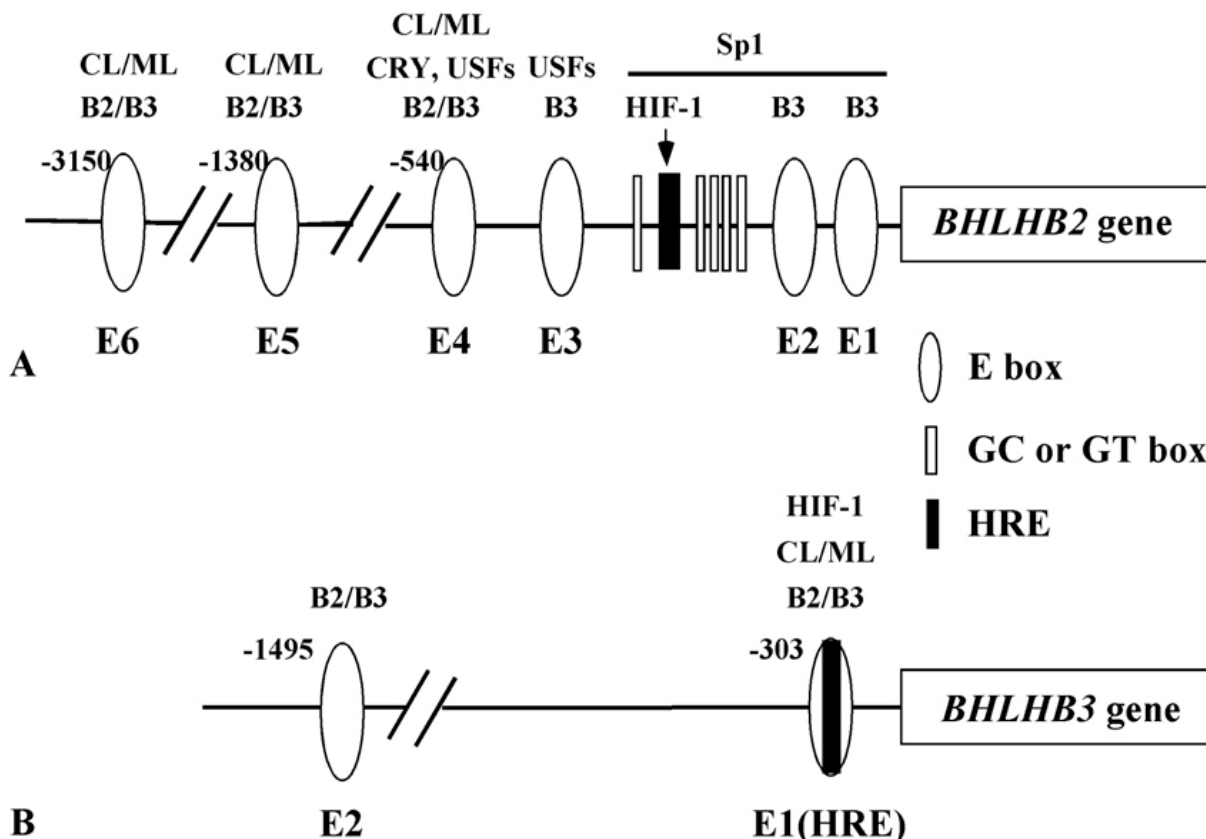 CL/ML
Sp1
CL/ML CL/ML CRY, USFs USFs
B2/B3 B2/B3 B2/B3 B3 HIF-1 B3 B3
-3150 -1380 -540
BHLHB2 gene
E6 E5 E4 E3 E2 E1
A
E box
GC or GT box
HRE
HIF-1
CL/ML
B2/B3 B2/B3
-1495 -303
BHLHB3 gene
B E2 E1(HRE)